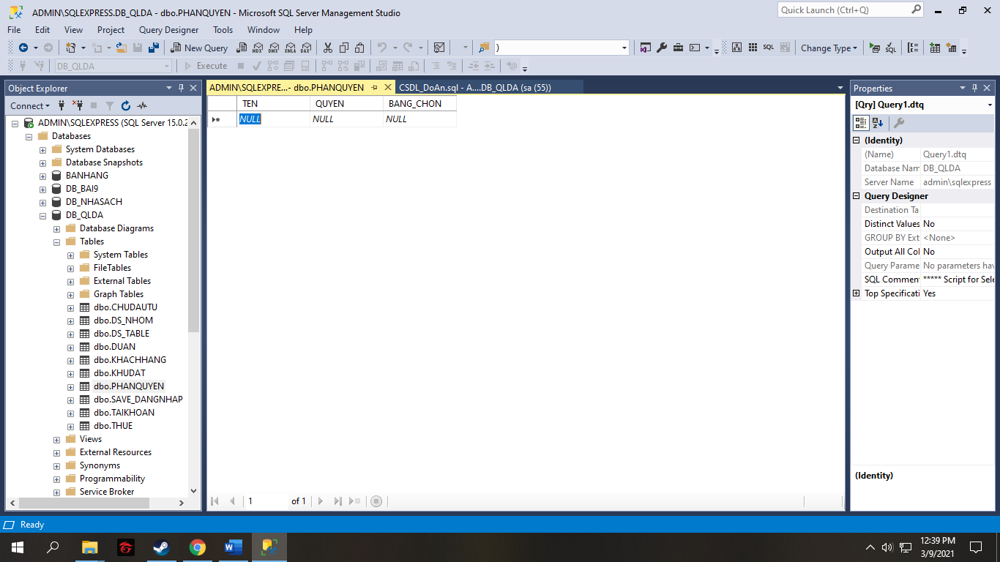 ADMIN\SQLEXPRESS.DB_QLDA - dbo.PHANQUYEN - Microsoft SQL Server Management Studio
Quick Launch (Ctrl+Q)
File Edit View Project Query Designer Tools Window Help
New Query
MDX DMX XMLA DAX
)
SQL
Change Type
SQL
DB_QLDA
Execute
Object Explorer
Connect
ADMIN\SQLEXPRESS (SQL Server 15.0.2
Databases
System Databases
Database Snapshots
BANHANG
DB_BAI9
DB_NHASACH
DB_QLDA
Database Diagrams
Tables
System Tables
FileTables
External Tables
Graph Tables
dbo.CHUDAUTU
dbo.DS_NHOM
dbo.DS_TABLE
dbo.DUAN
dbo.KHACHHANG
dbo.KHUDAT
dbo.PHANQUYEN
dbo.SAVE_DANGNHAP
dbo.TAIKHOAN
dbo.THUE
Views
External Resources
Synonyms
Programmability
Service Broker
ADMIN\SQLEXPRE...- dbo.PHANQUYEN
CSDL_DoAn.sql - A....DB_QLDA (sa (55))
TEN QUYEN BANG_CHON
NULL NULL NULL
1 of 1
Properties
[Qry] Query1.dtq
(Identity)
(Name) Query1.dtq
Database Nam DB_QLDA
Server Name admin\sqlexpress
Query Designer
Destination Ta
Distinct Values No
GROUP BY Ext <None>
Output All Col No
Query Parame No parameters hav
SQL Comment ***** Script for Sele
Top Specificati Yes
(Identity)
Ready
12:39 PM
3/9/2021